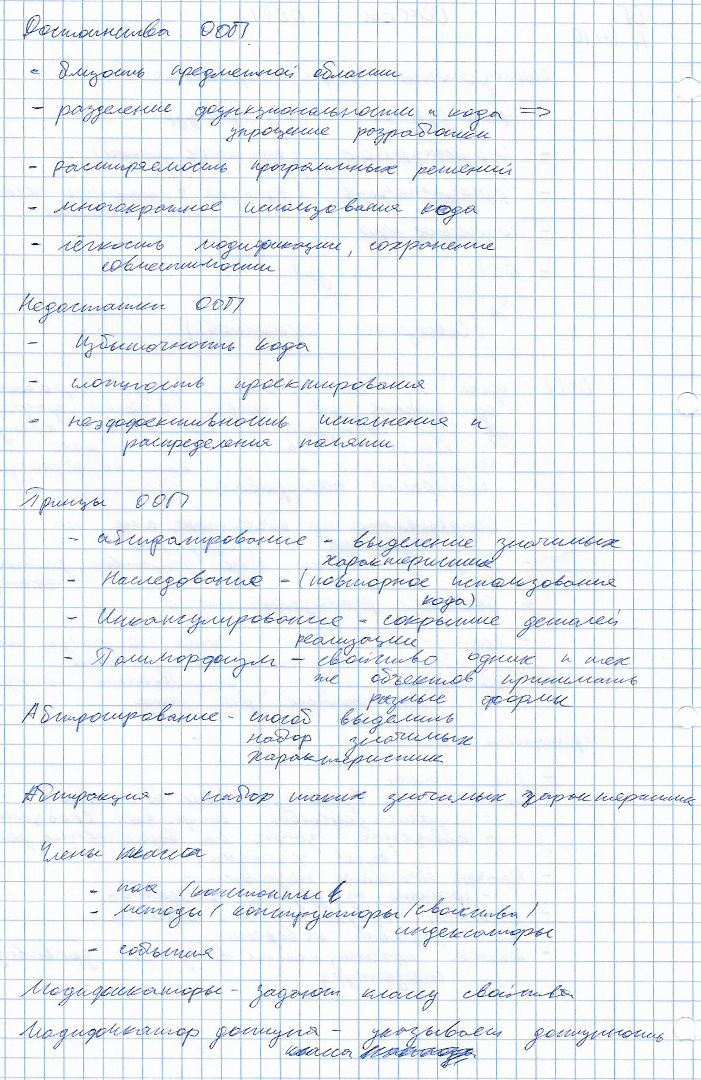 Достоинства ООП
- близость предметной области
- разделение функциональности и кода =>
упрощение разработки
- расширяемость программных решений
- многократное использования кода
- лёгкость модификации, сохранение
совместимости
Недостатки ООП
- Избыточность кода
- сложность проектирования
- неэффективность исполнения и
распределения памяти
Принцы ООП
- абстрагирование - выделение значимых
характеристик
- Наследование - (повторное использования
кода)
- Инкапсулирование - сокрытие деталей
реализации
- Полиморфизм - свойство одних и тех
же объектов принимать
разные формы
Абстрагирование - способ выделить
набор значимых
характеристик
Абстракция - набор таких значимых характеристик
Члены класса
- поля / константы
- методы / конструкторы / свойства /
индексаторы
- события
Модификаторы - задают классу свойства
Модификатор доступа - указывает доступность
класса